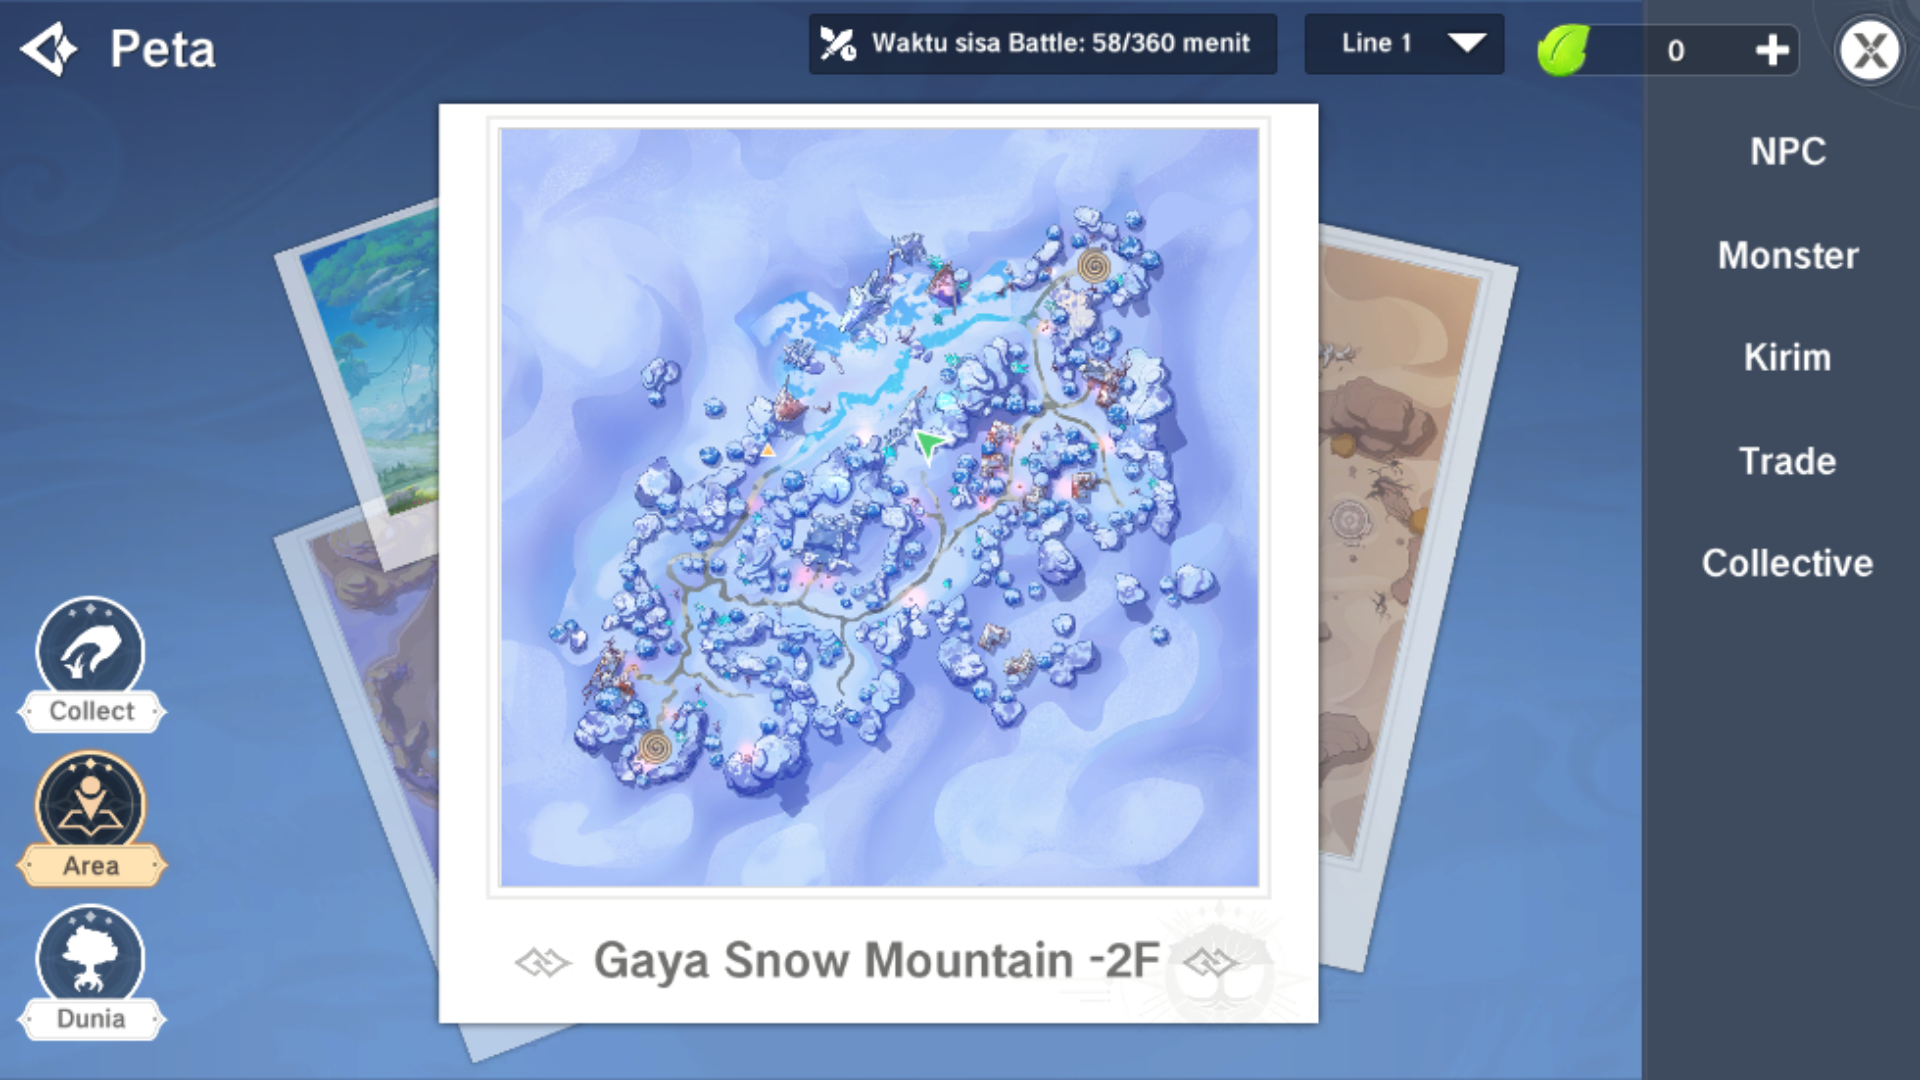 Peta
Waktu sisa Battle: 58/360 menit
Line 1
0
NPC
Monster
Kirim
Trade
Collective
Collect
Area
Dunia
Gaya Snow Mountain -2F